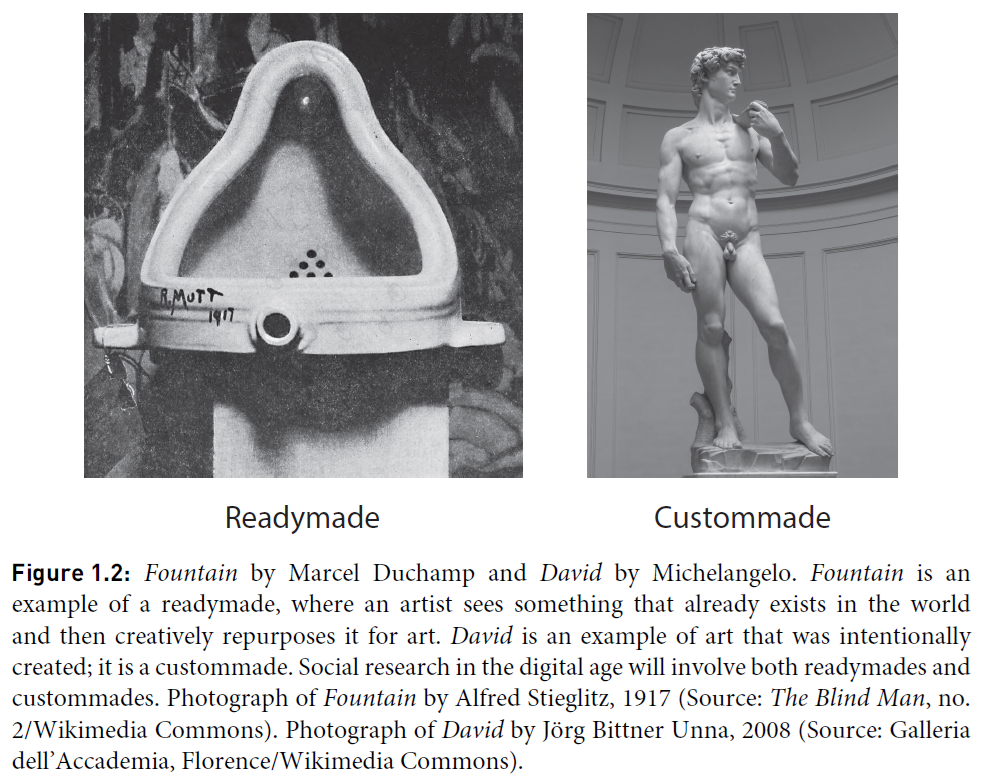 R. MUTT
1917
Readymade
Custommade
Figure 1.2: Fountain by Marcel Duchamp and David by Michelangelo. Fountain is an
example of a readymade, where an artist sees something that already exists in the world
and then creatively repurposes it for art. David is an example of art that was intentionally
created; it is a custommade. Social research in the digital age will involve both readymades and
custommades. Photograph of Fountain by Alfred Stieglitz, 1917 (Source: The Blind Man, no.
2/Wikimedia Commons). Photograph of David by Jörg Bittner Unna, 2008 (Source: Galleria
dell’Accademia, Florence/Wikimedia Commons).